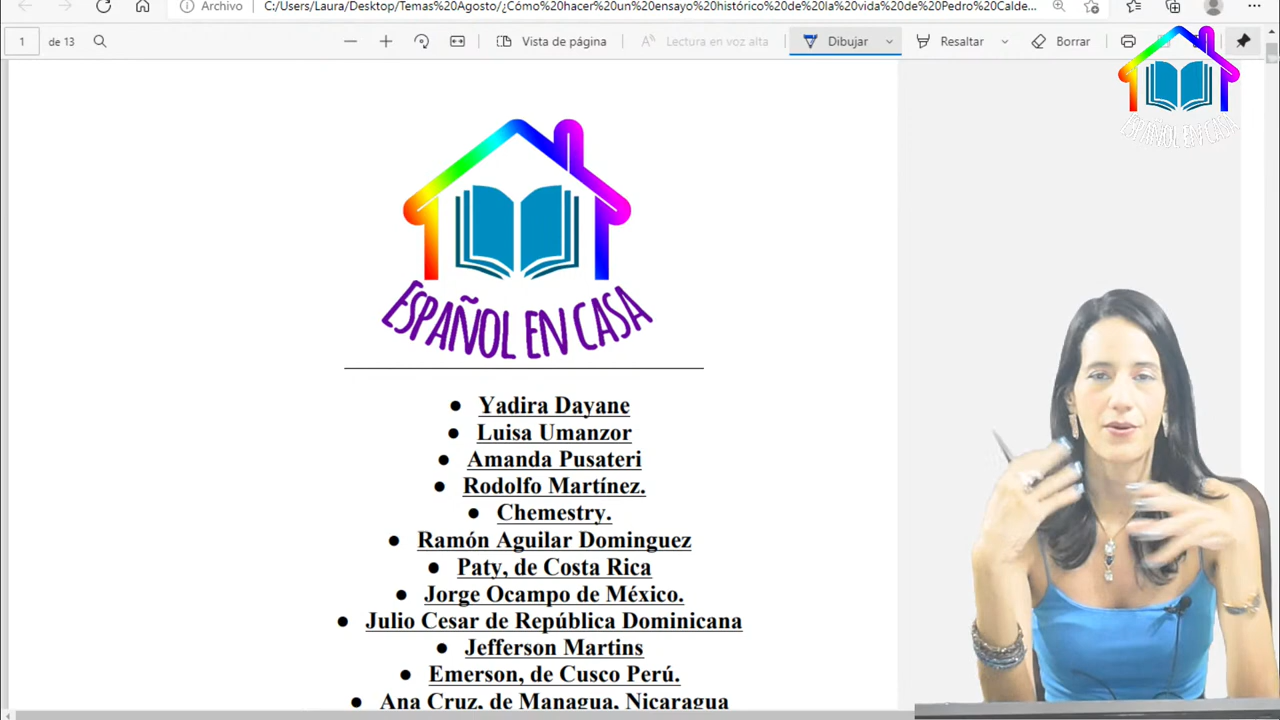 Archivo
C:/Users/Laura/Desktop/Temas%20Agosto/¿Cómo%20hacer%20un%20ensayo%20histórico%20de%20la%20vida%20de%20Pedro%20Calde...
1 de 13
Vista de página
Lectura en voz alta
Dibujar
Resaltar
Borrar
ESPAÑOL EN CASA
ESPAÑOL EN CASA
● Yadira Dayane
● Luisa Umanzor
● Amanda Pusateri
● Rodolfo Martínez.
● Chemestry.
● Ramón Aguilar Dominguez
● Paty, de Costa Rica
● Jorge Ocampo de México.
● Julio Cesar de República Dominicana
● Jefferson Martins
● Emerson, de Cusco Perú.
● Ana Cruz, de Managua, Nicaragua